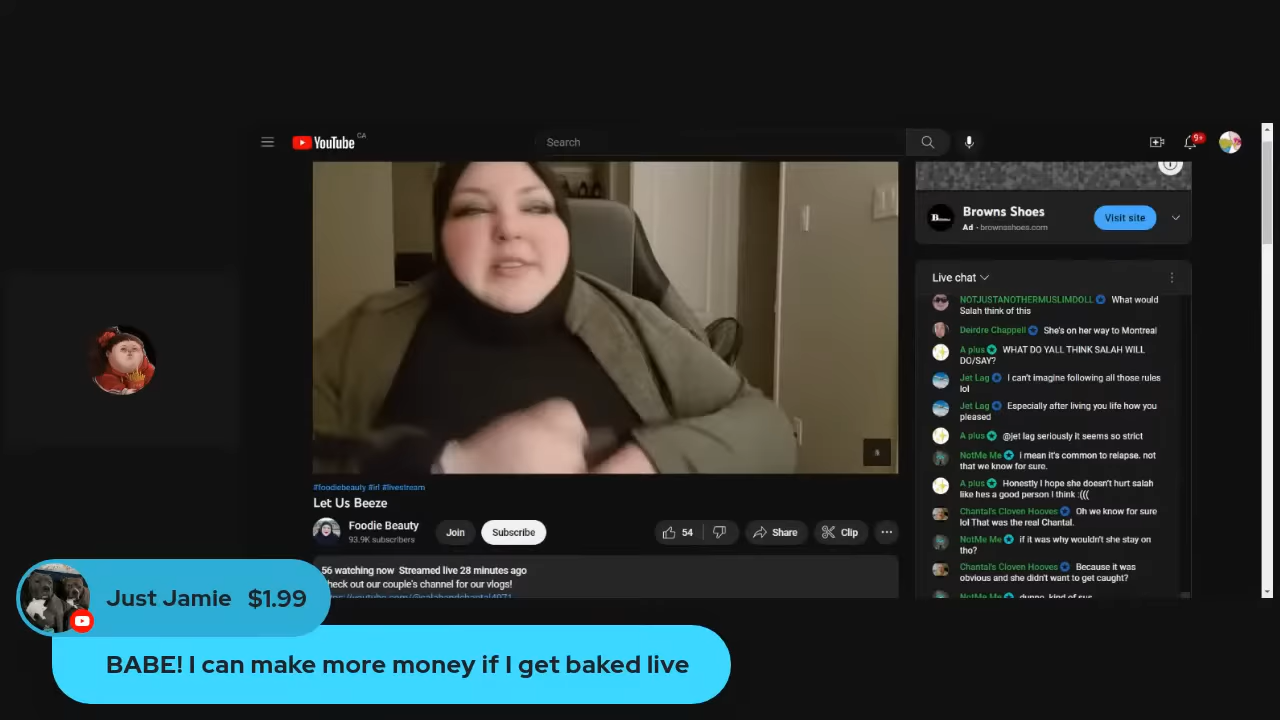 YouTube CA
Search
9+
Browns Shoes
Ad · brownsshoes.com
Visit site
Live chat
NOTJUSTANOTHERMUSLIMDOLL What would
Salah think of this
Deirdre Chappell She's on her way to Montreal
A plus WHAT DO YALL THINK SALAH WILL
DO/SAY?
Jet Lag I can't imagine following all those rules
lol
Jet Lag Especially after living you life how you
pleased
A plus @jet lag seriously it seems so strict
NotMe Me i mean it's common to relapse. not
that we know for sure.
A plus Honestly I hope she doesn't hurt salah
like hes a good person I think :(((
Chantal's Cloven Hooves Oh we know for sure
lol That was the real Chantal.
NotMe Me if it was why wouldn't she stay on
tho?
Chantal's Cloven Hooves Because it was
obvious and she didn't want to get caught?
NotMe Me dunno. kind of sus
#foodiebeauty #irl #livestream
Let Us Beeze
Foodie Beauty
93.9K subscribers
Join
Subscribe
54
Share
Clip
56 watching now Streamed live 28 minutes ago
heck out our couple's channel for our vlogs!
Just Jamie $1.99
BABE! I can make more money if I get baked live